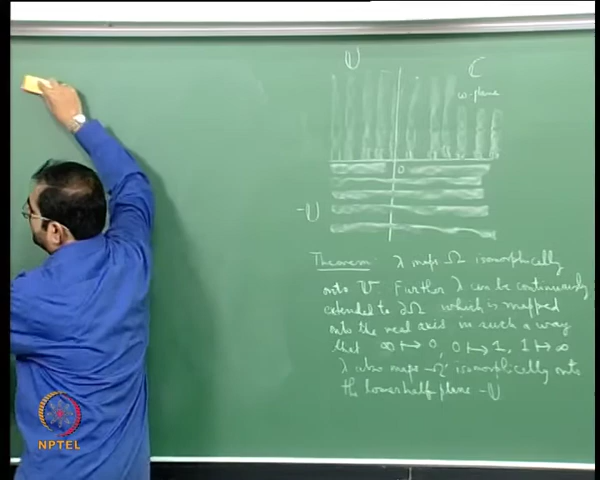 U
ℂ
ω-plane
0
-U
Theorem: λ maps Ω isomorphically
onto U. Further λ can be continuously
extended to ∂Ω which is mapped
onto the real axis in such a way
that ∞ ↦ 0, 0 ↦ 1, 1 ↦ ∞
λ also maps -Ω' isomorphically onto
the lower half plane -U
NPTEL